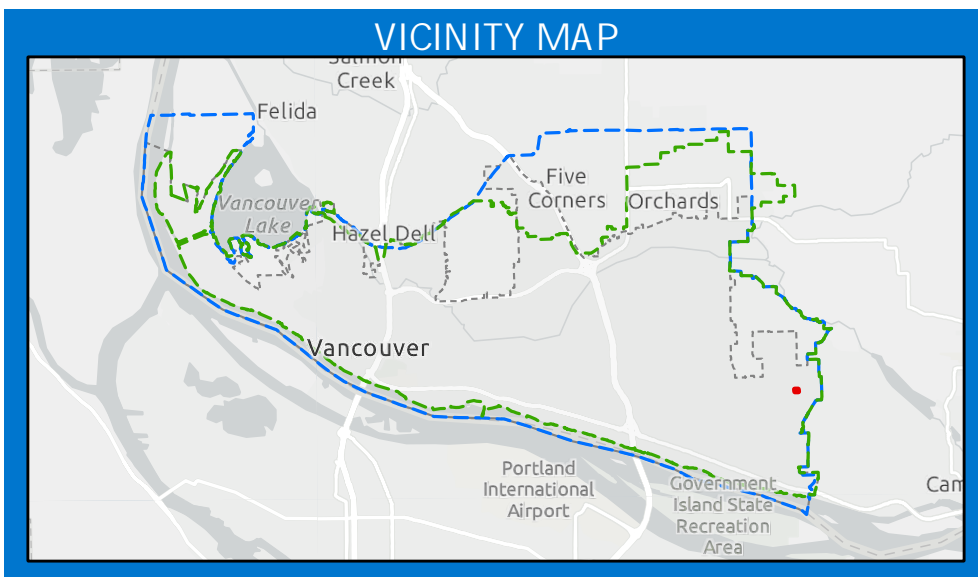 VICINITY MAP
Salmon
Creek
Felida
Five
Corners
Orchards
Vancouver
Lake
Hazel Dell
Vancouver
Portland
International
Airport
Government
Island State
Recreation
Area
Cam